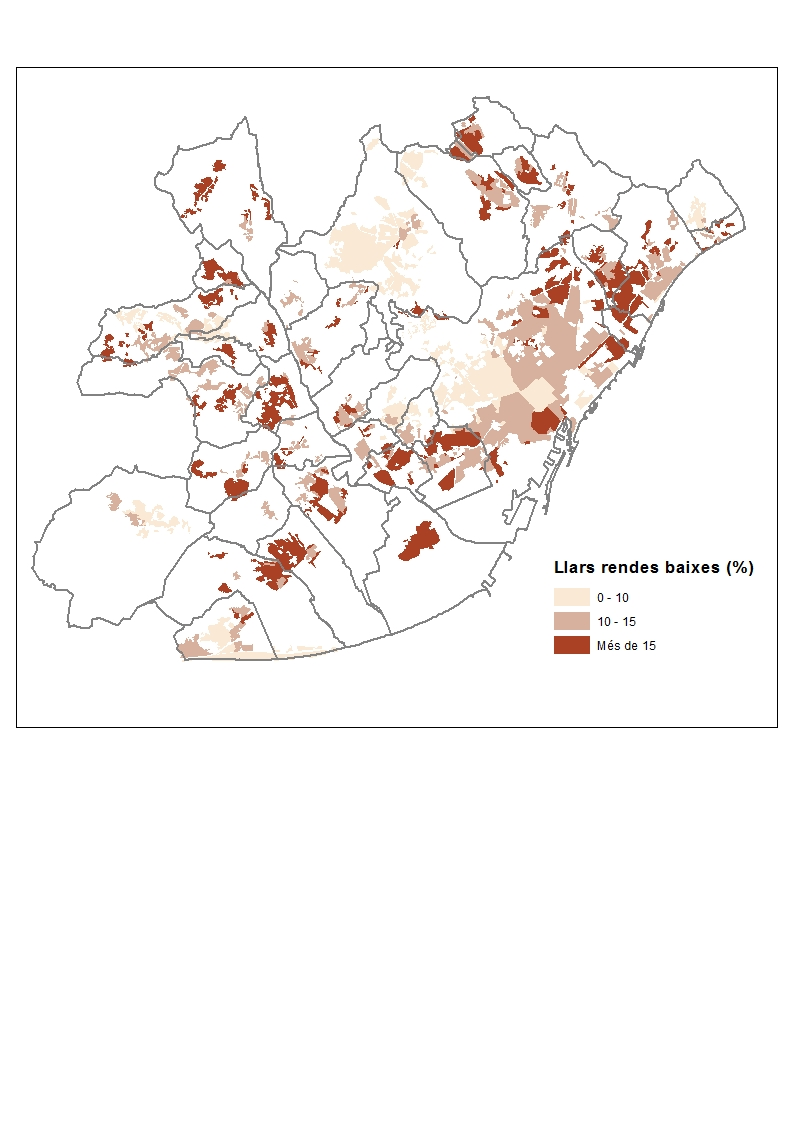 Llars rendes baixes (%)
0 - 10
10 - 15
Més de 15